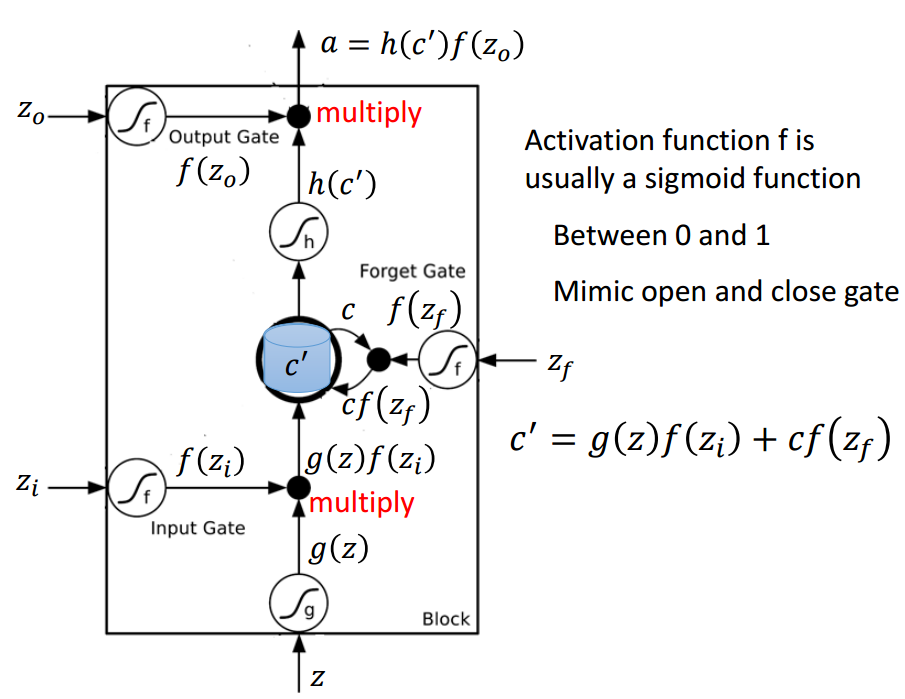 a = h(c′)f(z_o)
z_o
f
multiply
Output Gate
f(z_o)
h(c′)
h
Forget Gate
c
f(z_f)
c′
f
z_f
cf(z_f)
f(z_i)
g(z)f(z_i)
z_i
f
multiply
Input Gate
g(z)
g
Block
z
Activation function f is
usually a sigmoid function
Between 0 and 1
Mimic open and close gate
c′ = g(z)f(z_i) + cf(z_f)